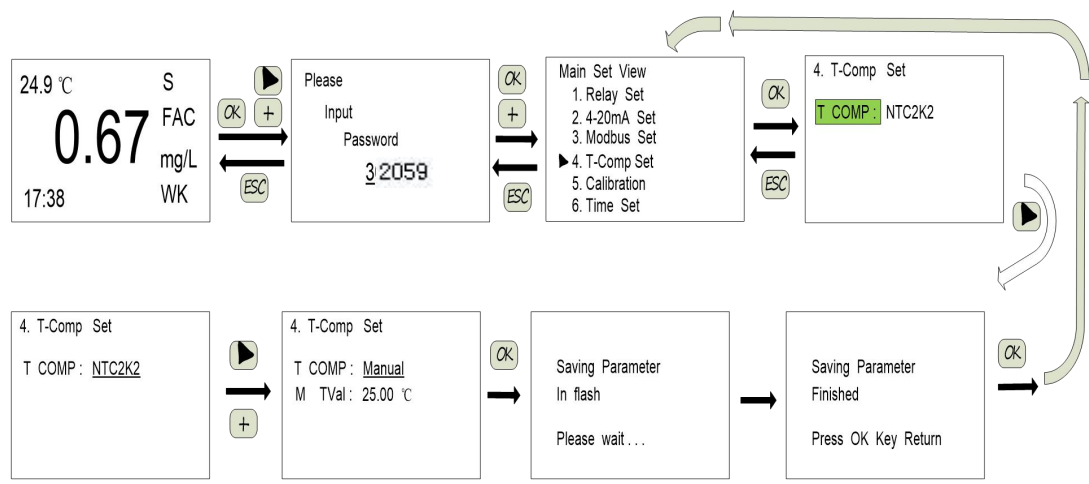 24.9 ℃
S
0.67
FAC
mg/L
17:38
WK
OK
+
ESC
Please
Input
Password
32059
OK
+
ESC
Main Set View
1. Relay Set
2. 4-20mA Set
3. Modbus Set
4. T-Comp Set
5. Calibration
6. Time Set
OK
ESC
4. T-Comp Set
T COMP : NTC2K2
4. T-Comp Set
T COMP : NTC2K2
+
4. T-Comp Set
T COMP : Manual
M TVal : 25.00 ℃
OK
Saving Parameter
In flash
Please wait . . .
Saving Parameter
Finished
Press OK Key Return
OK